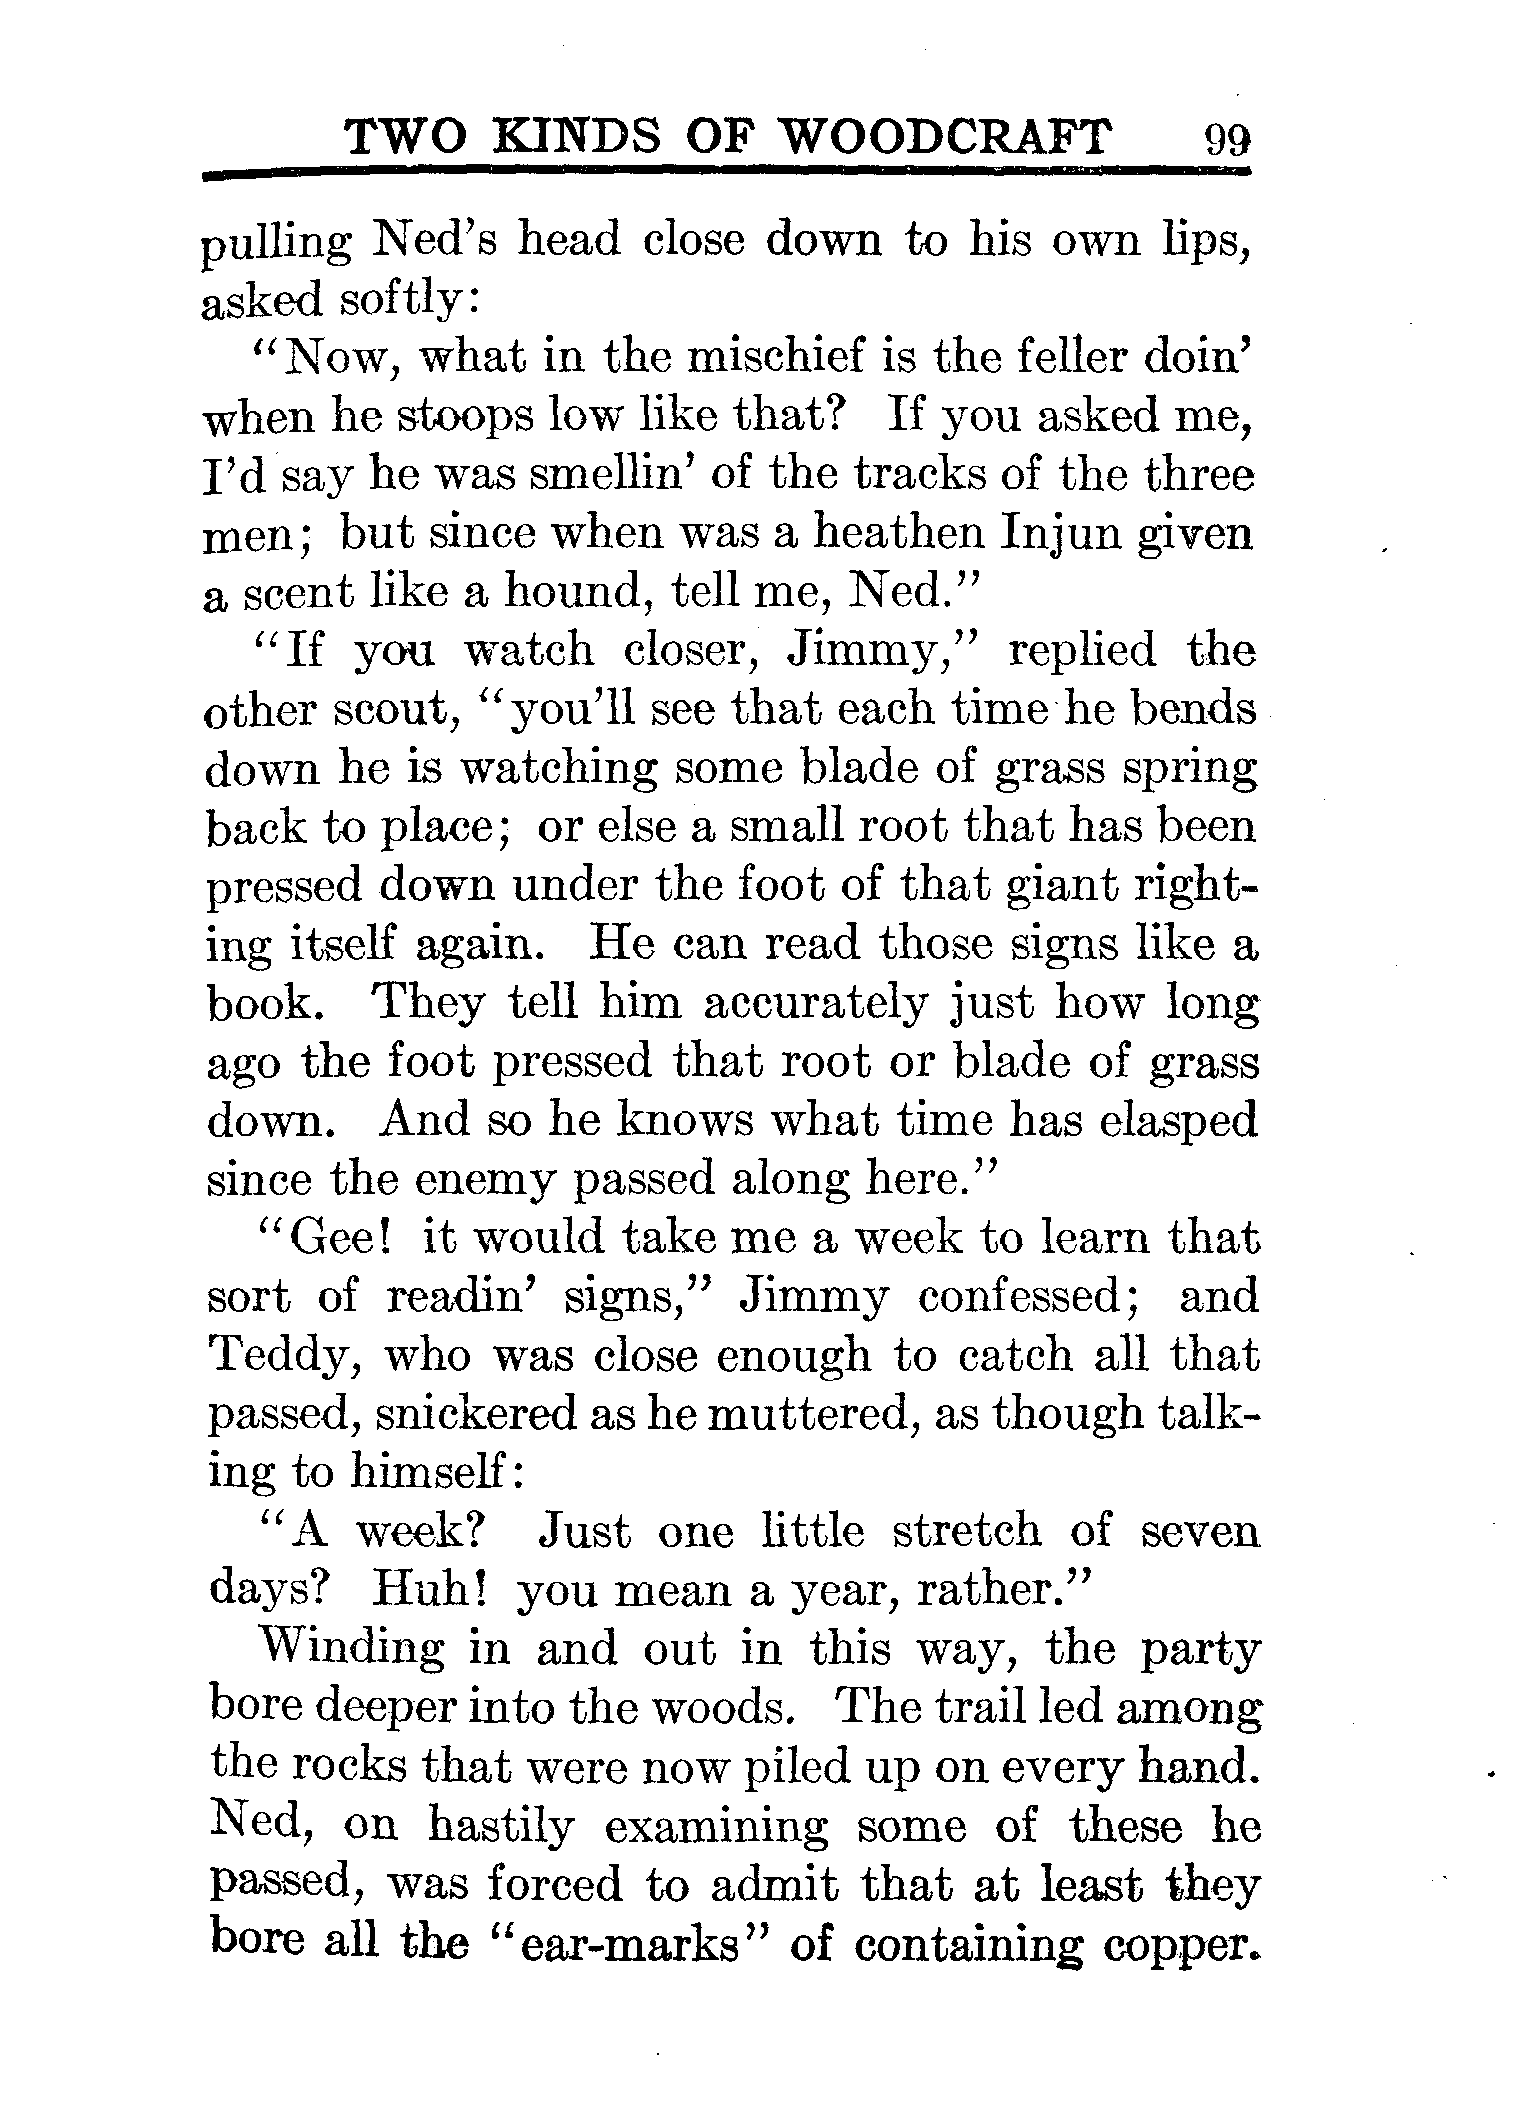 TWO KINDS OF WOODCRAFT 99
pulling Ned's head close down to his own lips,
asked softly:
"Now, what in the mischief is the feller doin'
when he stoops low like that? If you asked me,
I'd say he was smellin' of the tracks of the three
men; but since when was a heathen Injun given
a scent like a hound, tell me, Ned."
"If you watch closer, Jimmy," replied the
other scout, "you'll see that each time he bends
down he is watching some blade of grass spring
back to place; or else a small root that has been
pressed down under the foot of that giant right-
ing itself again. He can read those signs like a
book. They tell him accurately just how long
ago the foot pressed that root or blade of grass
down. And so he knows what time has elasped
since the enemy passed along here."
"Gee! it would take me a week to learn that
sort of readin' signs," Jimmy confessed; and
Teddy, who was close enough to catch all that
passed, snickered as he muttered, as though talk-
ing to himself:
"A week? Just one little stretch of seven
days? Huh! you mean a year, rather."
Winding in and out in this way, the party
bore deeper into the woods. The trail led among
the rocks that were now piled up on every hand.
Ned, on hastily examining some of these he
passed, was forced to admit that at least they
bore all the "ear-marks" of containing copper.